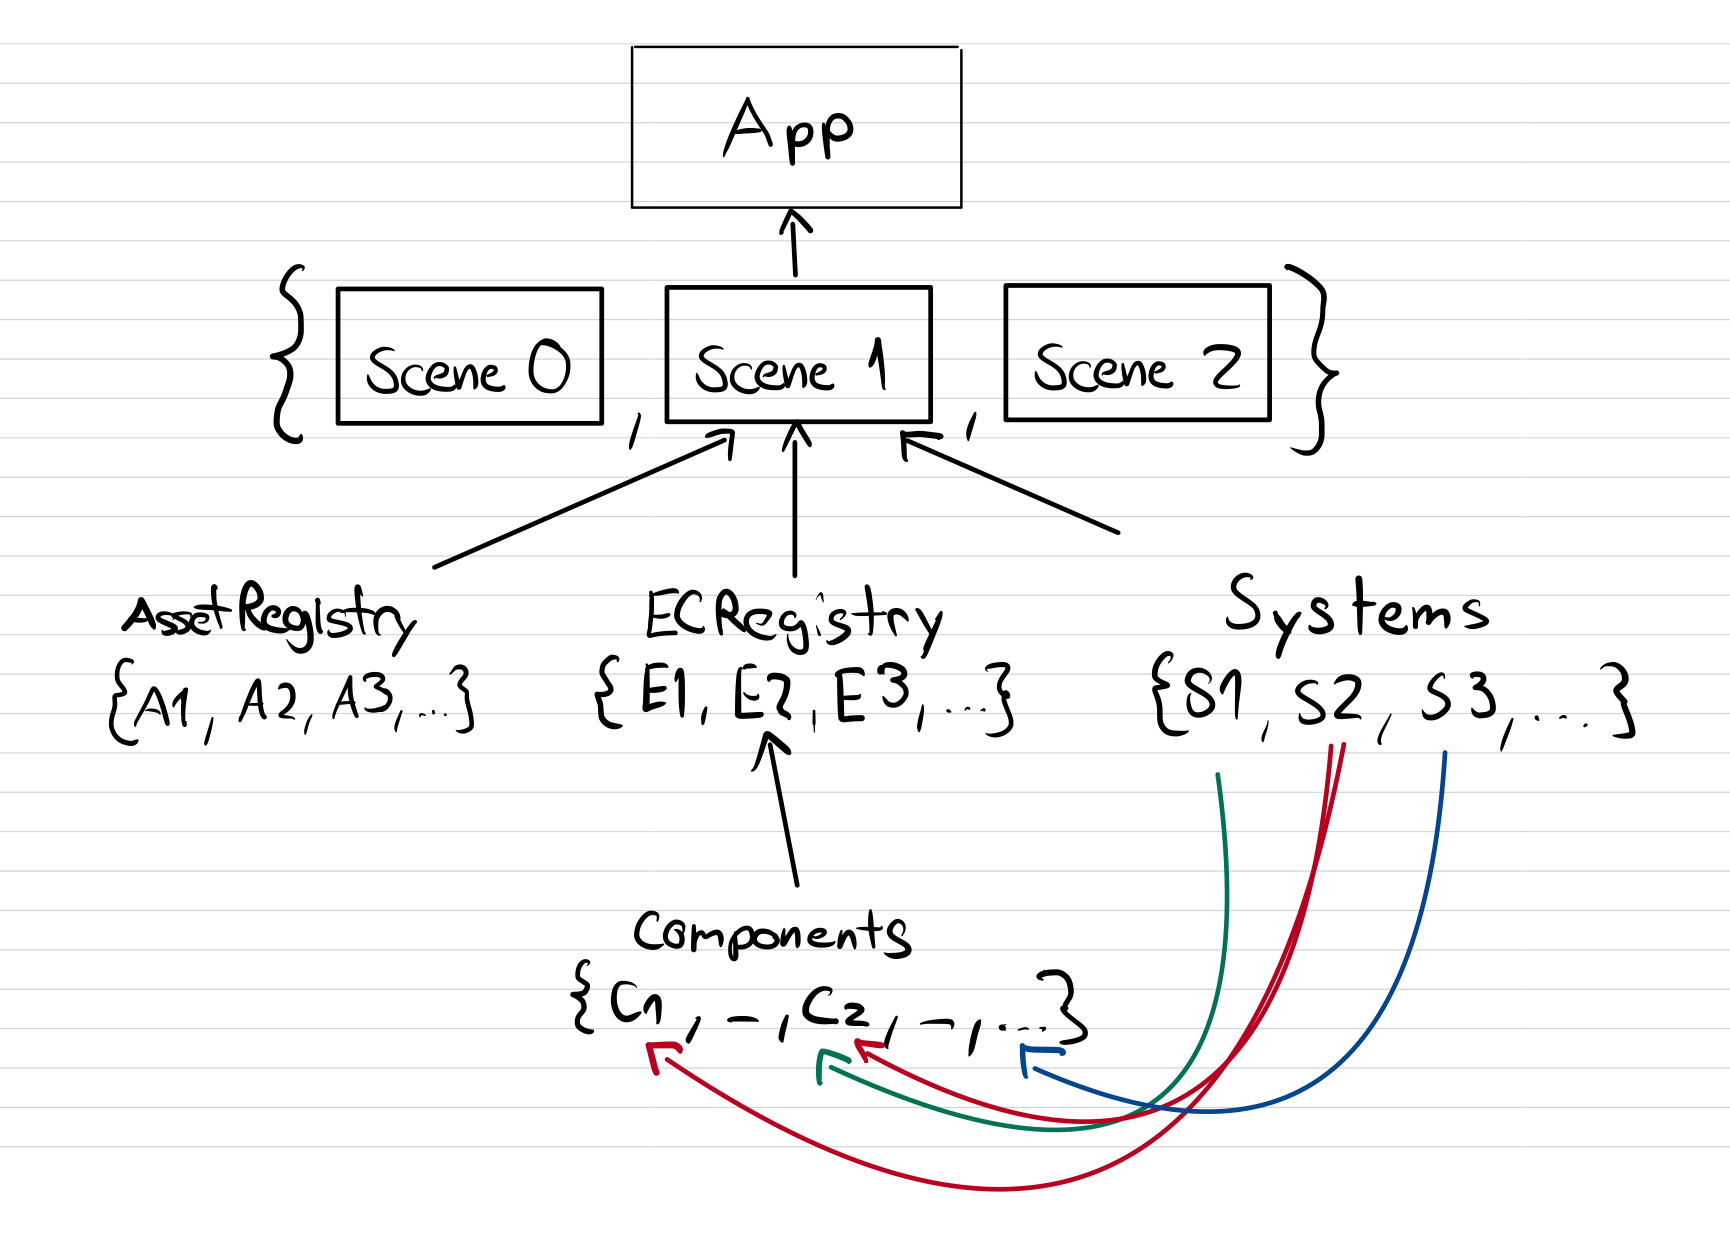 App
{ Scene 0, Scene 1, Scene 2 }
AssetRegistry
{A1, A2, A3, ...}
ECRegistry
{E1, E2, E3, ...}
Systems
{S1, S2, S3, ...}
Components
{C1, _, C2, _, ...}